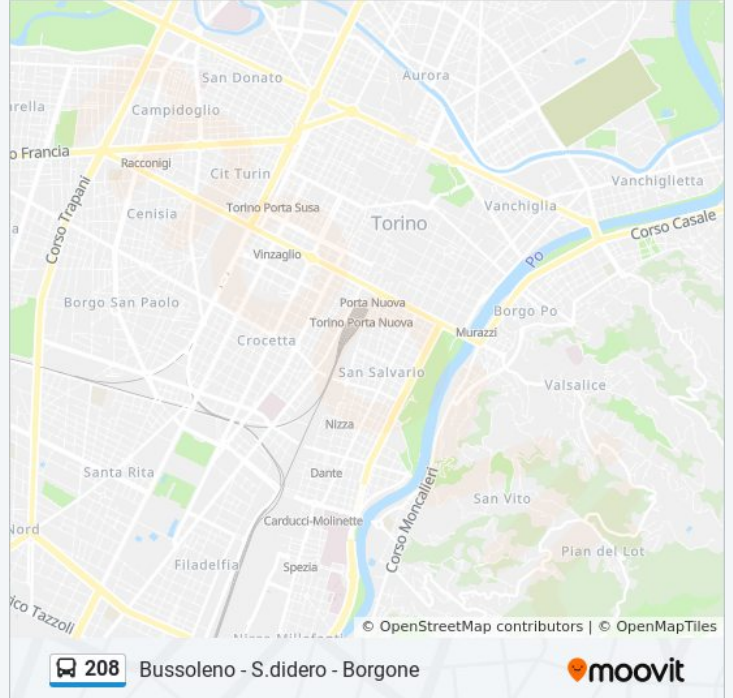 San Donato
Aurora
arella
Campidoglio
o Francia
Racconigi
Cit Turin
Vanchiglietta
Corso Trapani
Cenisia
Torino Porta Susa
Vanchiglia
Torino
Corso Casale
a
Vinzaglio
Po
Borgo San Paolo
Porta Nuova
Borgo Po
Torino Porta Nuova
Murazzi
Crocetta
San Salvario
Valsalice
Nizza
Santa Rita
Dante
San Vito
Corso Moncalieri
Nord
Carducci-Molinette
Pian del Lot
Filadelfia
Spezia
rico Tazzoli
© OpenStreetMap contributors | © OpenMapTiles
208 Bussoleno - S.didero - Borgone
moovit